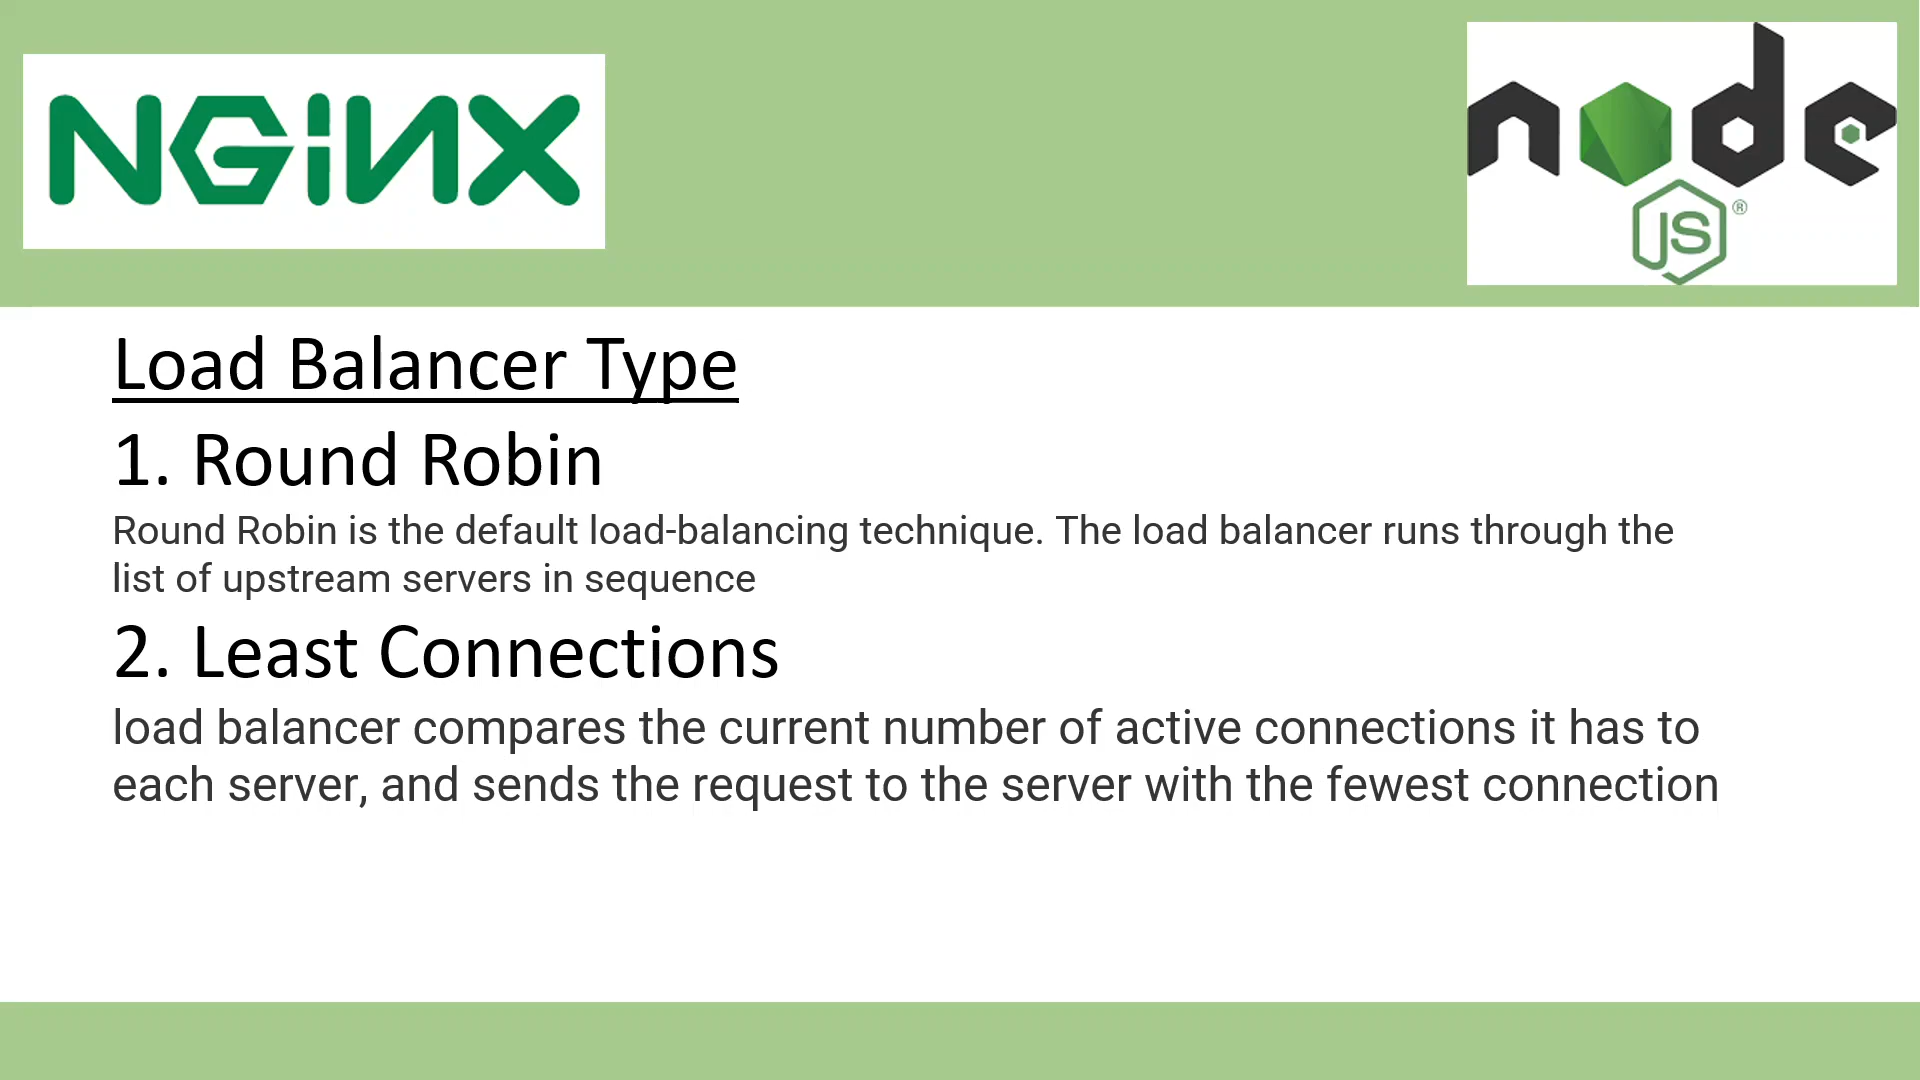 NGINX
node
JS®
Load Balancer Type
1. Round Robin
Round Robin is the default load-balancing technique. The load balancer runs through the
list of upstream servers in sequence
2. Least Connections
load balancer compares the current number of active connections it has to
each server, and sends the request to the server with the fewest connection